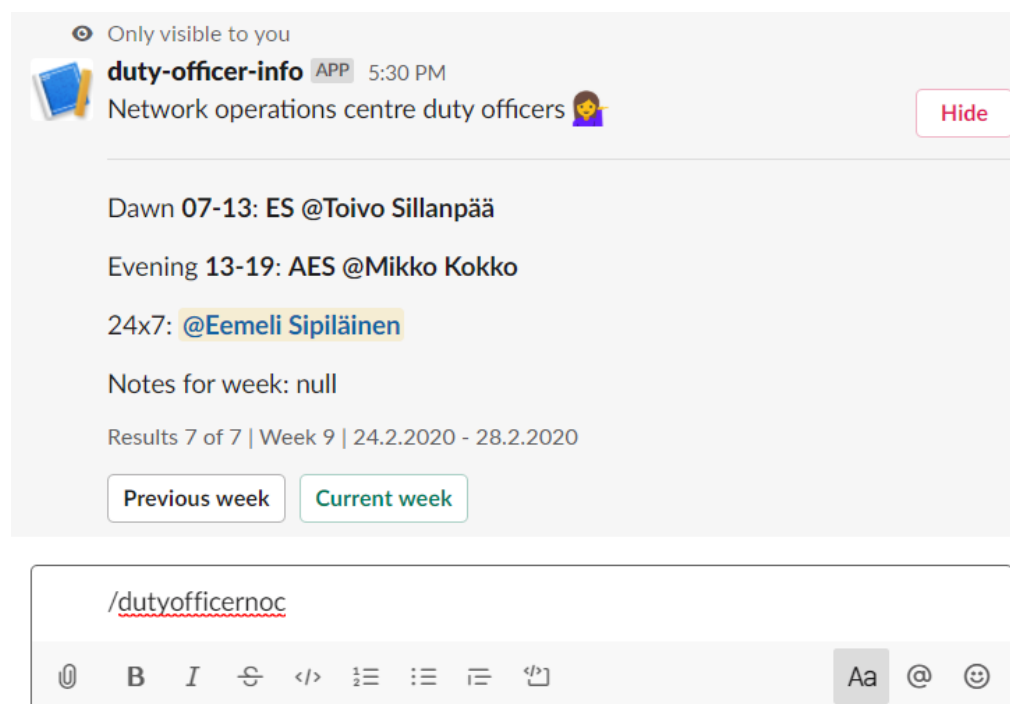 Only visible to you
duty-officer-info APP 5:30 PM
Network operations centre duty officers
Hide
Dawn 07-13: ES @Toivo Sillanpää
Evening 13-19: AES @Mikko Kokko
24x7: @Eemeli Sipiläinen
Notes for week: null
Results 7 of 7 | Week 9 | 24.2.2020 - 28.2.2020
Previous week Current week
/dutyofficernoc
B I S </> Aa @